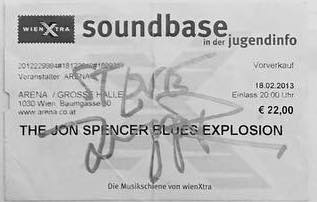 WIENXTRA soundbase
in der jugendinfo
Veranstalter ARENA
Vorverkauf
ARENA / GROSSE HALLE
18.02.2013
1030 Wien, Baumgasse 80
Einlass 20:00 Uhr
www.arena.co.at
€ 22,00
THE JON SPENCER BLUES EXPLOSION
Die Musikschiene von wienXtra